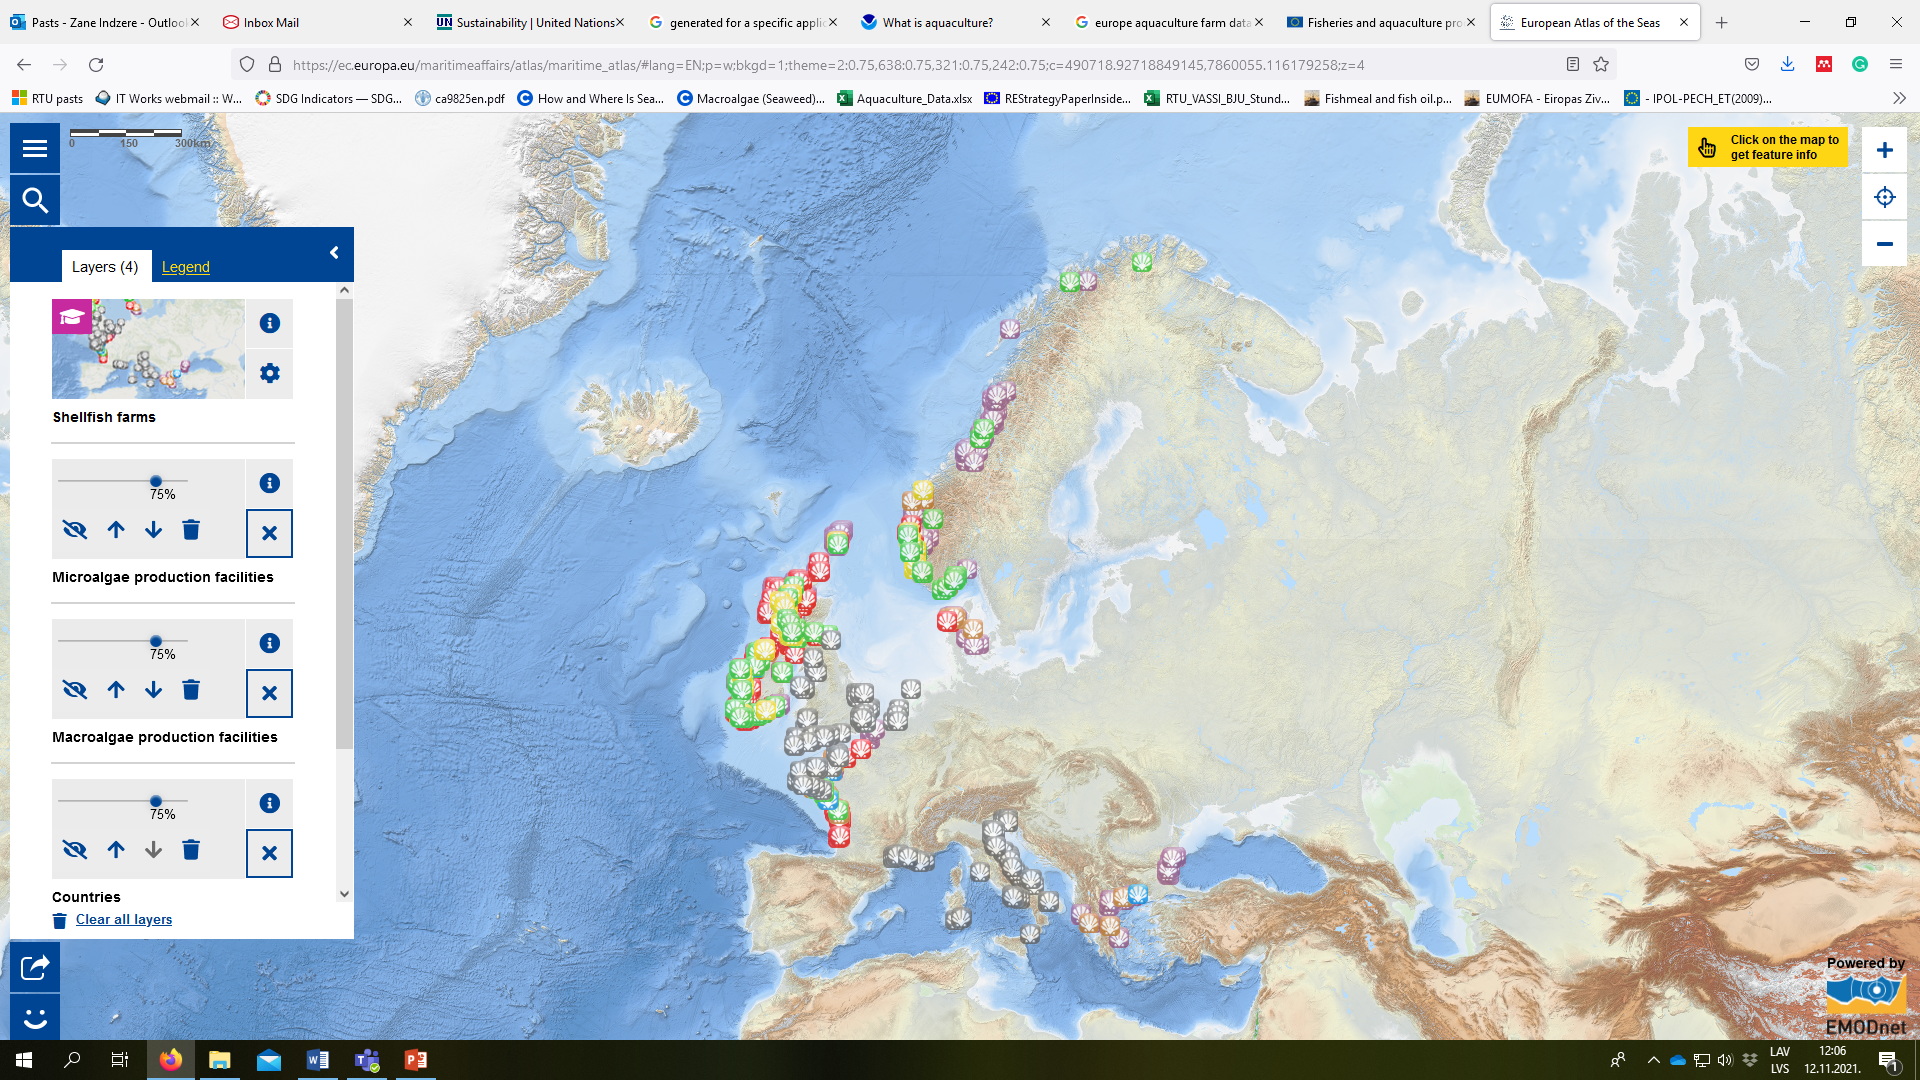 Pasts - Zane Indzere - Outlook
Inbox Mail
UN Sustainability | United Nations
generated for a specific applic
What is aquaculture?
europe aquaculture farm data
Fisheries and aquaculture pro
European Atlas of the Seas
https://ec.europa.eu/maritimeaffairs/atlas/maritime_atlas/#lang=EN;p=w;bkgd=1;theme=2:0.75,638:0.75,321:0.75,242:0.75;c=490718.92718849145,7860055.116179258;z=4
RTU pasts
IT Works webmail :: W...
SDG Indicators — SDG...
ca9825en.pdf
How and Where Is Sea...
Macroalgae (Seaweed)...
Aquaculture_Data.xlsx
REStrategyPaperInside...
RTU_VASSI_BJU_Stund...
Fishmeal and fish oil.p...
EUMOFA - Eiropas Ziv...
- IPOL-PECH_ET(2009)...
0 150 300km
Click on the map to
get feature info
Layers (4)
Legend
Shellfish farms
75%
Microalgae production facilities
75%
Macroalgae production facilities
75%
Countries
Clear all layers
Powered by
EMODnet
LAV
LVS
12:06
12.11.2021.
1